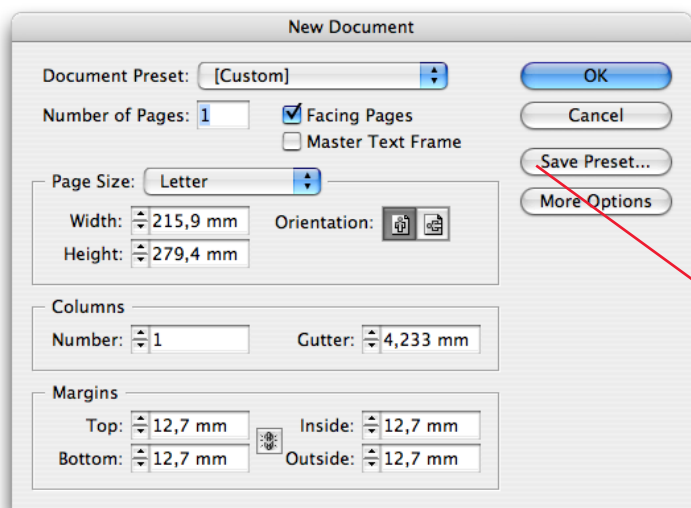 New Document
Document Preset: [Custom] OK
Number of Pages: 1 Facing Pages Cancel
Master Text Frame
Save Preset...
Page Size: Letter
More Options
Width: 215,9 mm Orientation:
Height: 279,4 mm
Columns
Number: 1 Gutter: 4,233 mm
Margins
Top: 12,7 mm Inside: 12,7 mm
Bottom: 12,7 mm Outside: 12,7 mm